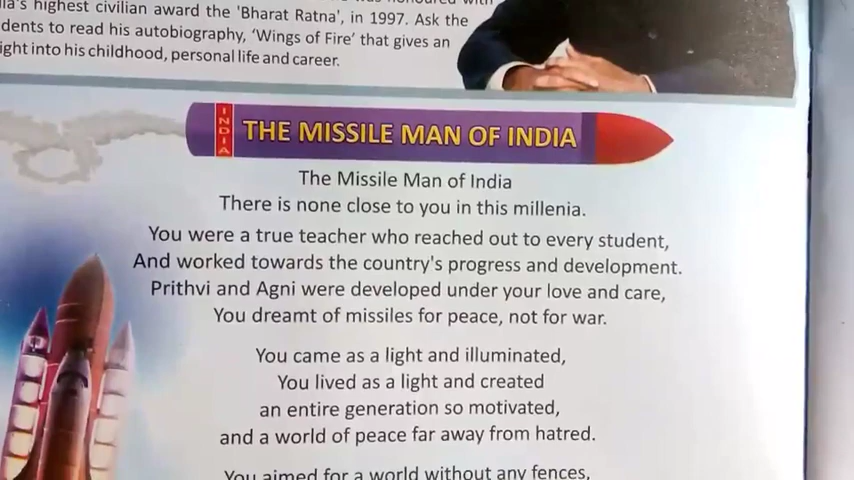 highest civilian award the 'Bharat Ratna', in 1997. Ask the
to read his autobiography, 'Wings of Fire' that gives an
into his childhood, personal life and career.
INDIA
THE MISSILE MAN OF INDIA
The Missile Man of India
There is none close to you in this millenia.
You were a true teacher who reached out to every student,
And worked towards the country's progress and development.
Prithvi and Agni were developed under your love and care,
You dreamt of missiles for peace, not for war.
You came as a light and illuminated,
You lived as a light and created
an entire generation so motivated,
and a world of peace far away from hatred.
You aimed for a world without any fences,